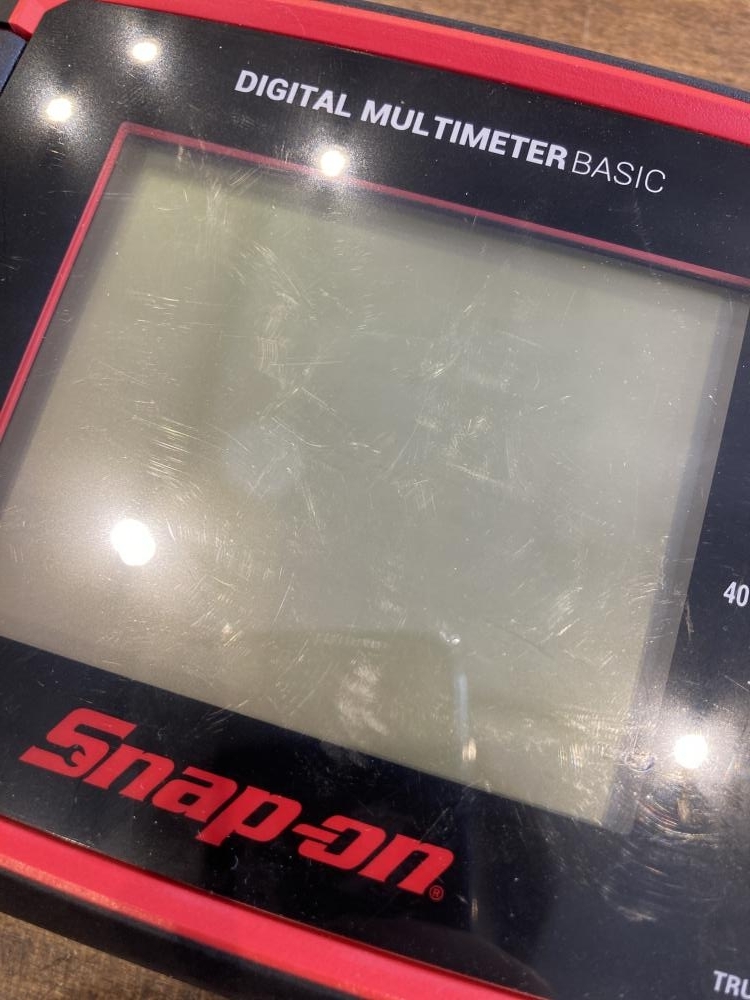 DIGITAL MULTIMETER BASIC
40
Snap-on®
TRU